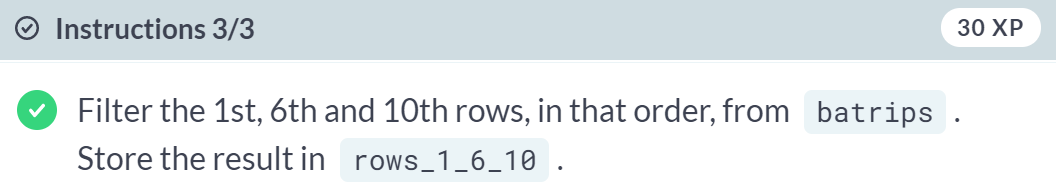 Instructions 3/3
30 XP
Filter the 1st, 6th and 10th rows, in that order, from batrips .
Store the result in rows_1_6_10 .